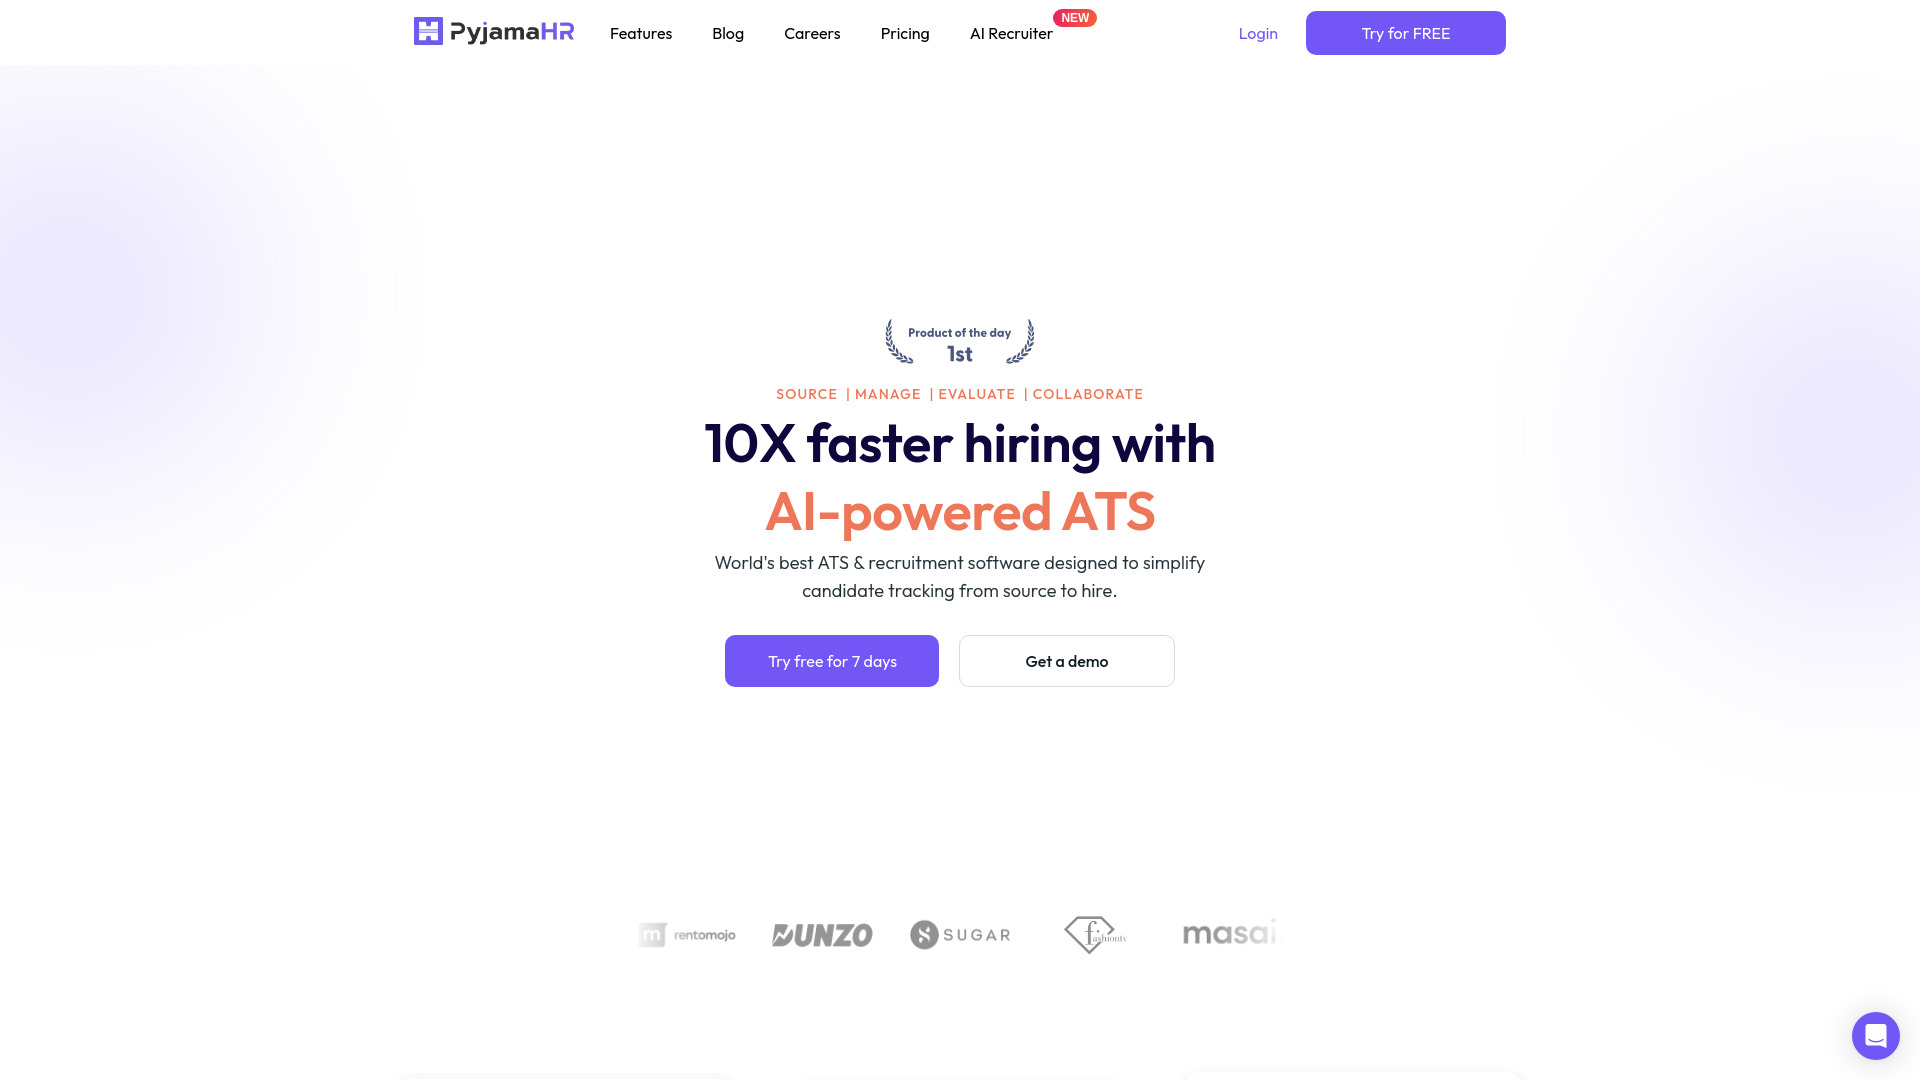 PyjamaHR
Features
Blog
Careers
Pricing
AI Recruiter
NEW
Login
Try for FREE
Product of the day
1st
SOURCE | MANAGE | EVALUATE | COLLABORATE
10X faster hiring with
AI-powered ATS
World's best ATS & recruitment software designed to simplify
candidate tracking from source to hire.
Try free for 7 days
Get a demo
m rentomojo
DUNZO
SUGAR
fashiontv
masai